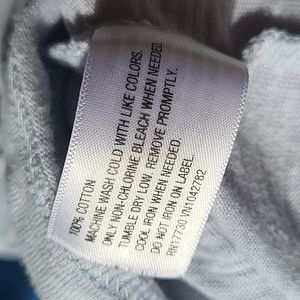 100% COTTON
MACHINE WASH COLD WITH LIKE COLORS.
ONLY NON-CHLORINE BLEACH WHEN NEEDED.
TUMBLE DRY LOW. REMOVE PROMPTLY.
COOL IRON WHEN NEEDED.
DO NOT IRON ON LABEL.
RR17730 VN1042782